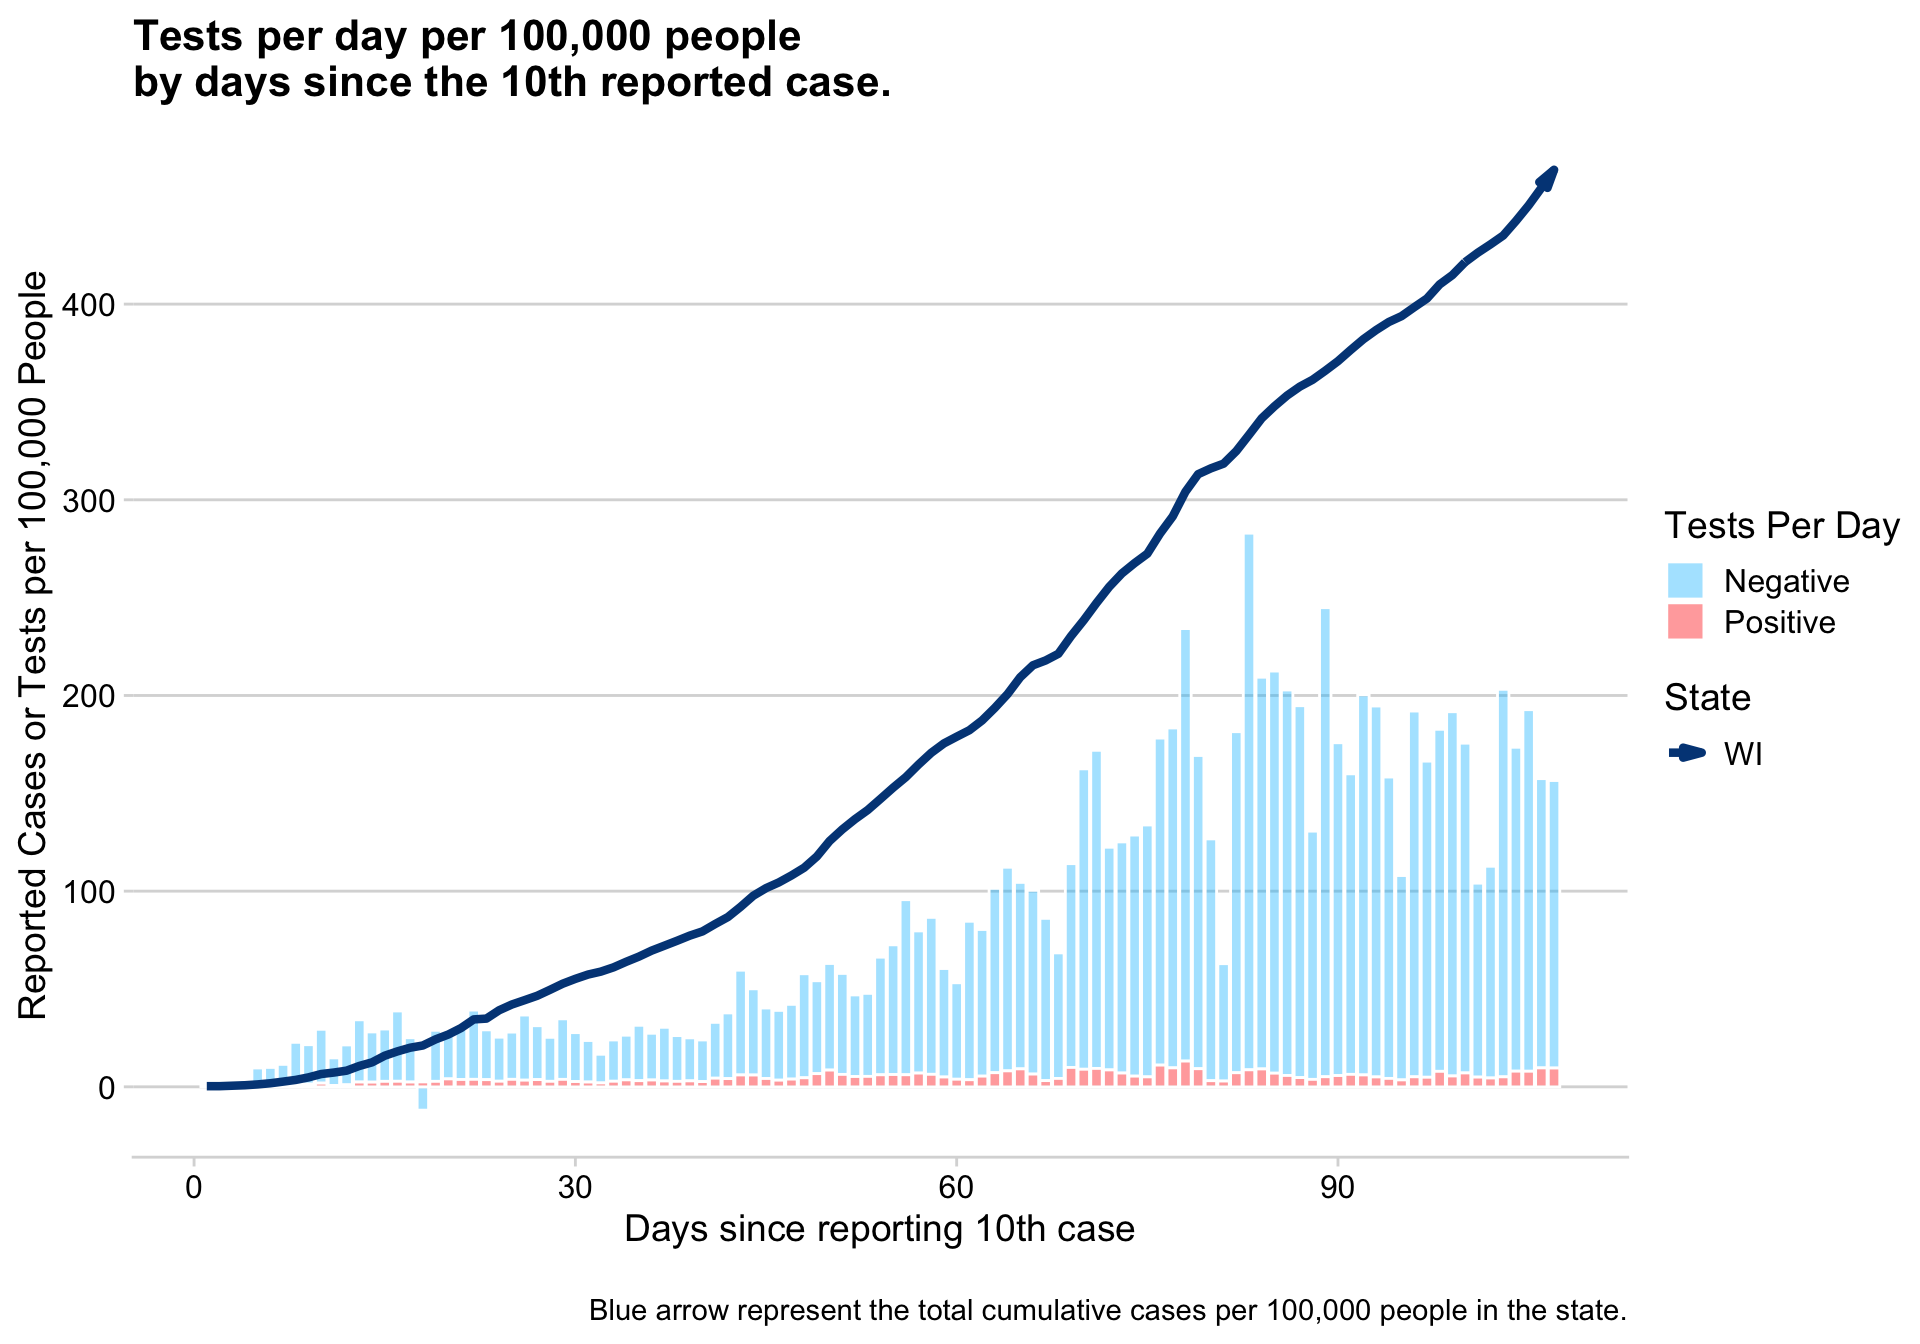 Tests per day per 100,000 people
by days since the 10th reported case.
Reported Cases or Tests per 100,000 People
400
300
200
100
0
0
30
60
90
Days since reporting 10th case
Tests Per Day
Negative
Positive
State
WI
Blue arrow represent the total cumulative cases per 100,000 people in the state.